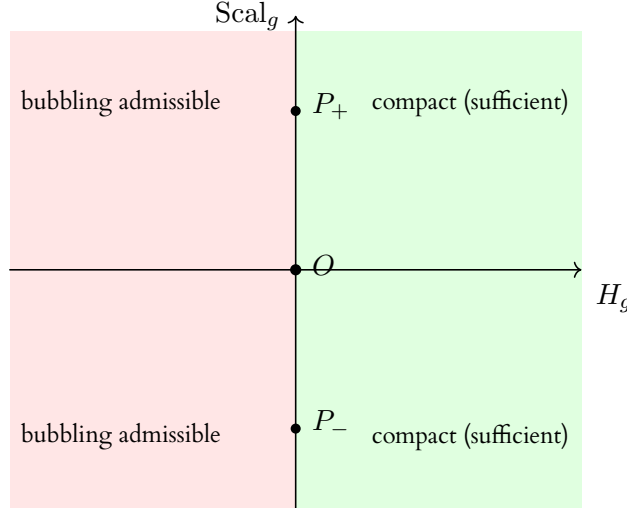 Scal_g
bubbling admissible
P_+
compact (sufficient)
O
H_g
bubbling admissible
P_-
compact (sufficient)